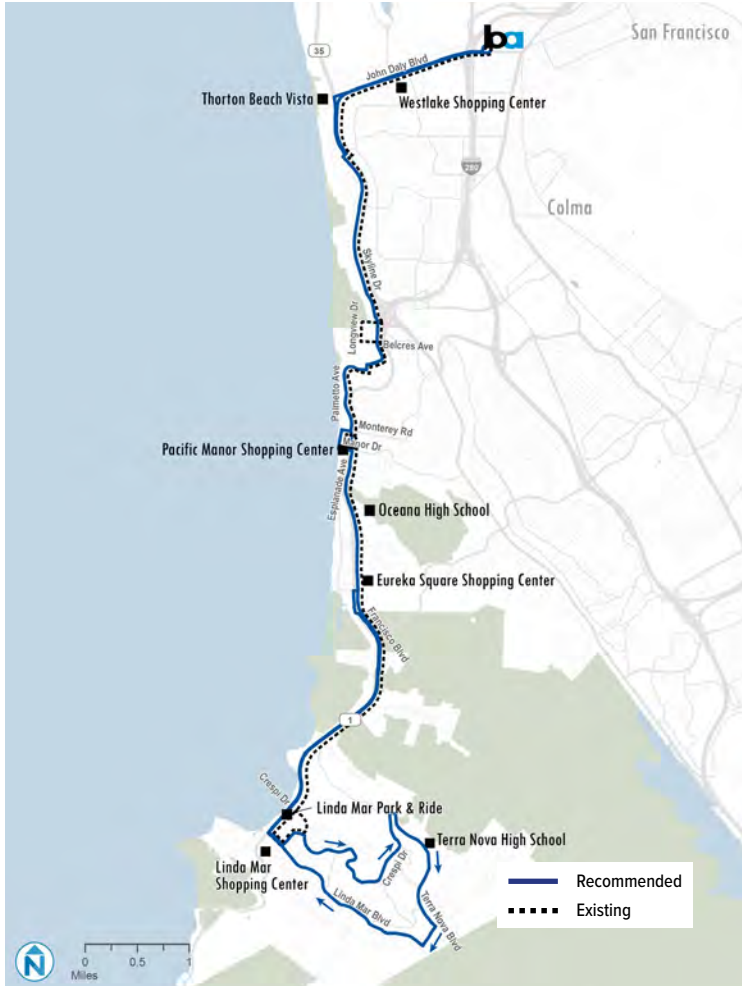 ba
San Francisco
35
John Daly Blvd
Thorton Beach Vista
Westlake Shopping Center
280
Colma
Skyline Dr
Longview Dr
Belcres Ave
Palmetto Ave
Monterey Rd
Manor Dr
Pacific Manor Shopping Center
Esplanade Ave
Oceana High School
Eureka Square Shopping Center
Francisco Blvd
1
Crespi Dr
Linda Mar Park & Ride
Terra Nova High School
Linda Mar
Shopping Center
Crespi Dr
Linda Mar Blvd
Terra Nova Blvd
Recommended
Existing
N
0 0.5 1
Miles